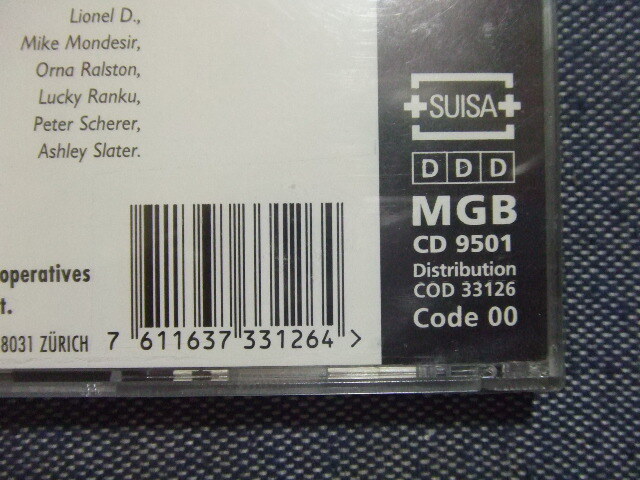 Lionel D.,
Mike Mondesir,
Orna Ralston,
Lucky Ranku,
Peter Scherer,
Ashley Slater.
operatives
t.
8031 ZÜRICH
7 611637 331264 >
SUISA
DDD
MGB
CD 9501
Distribution
COD 33126
Code 00